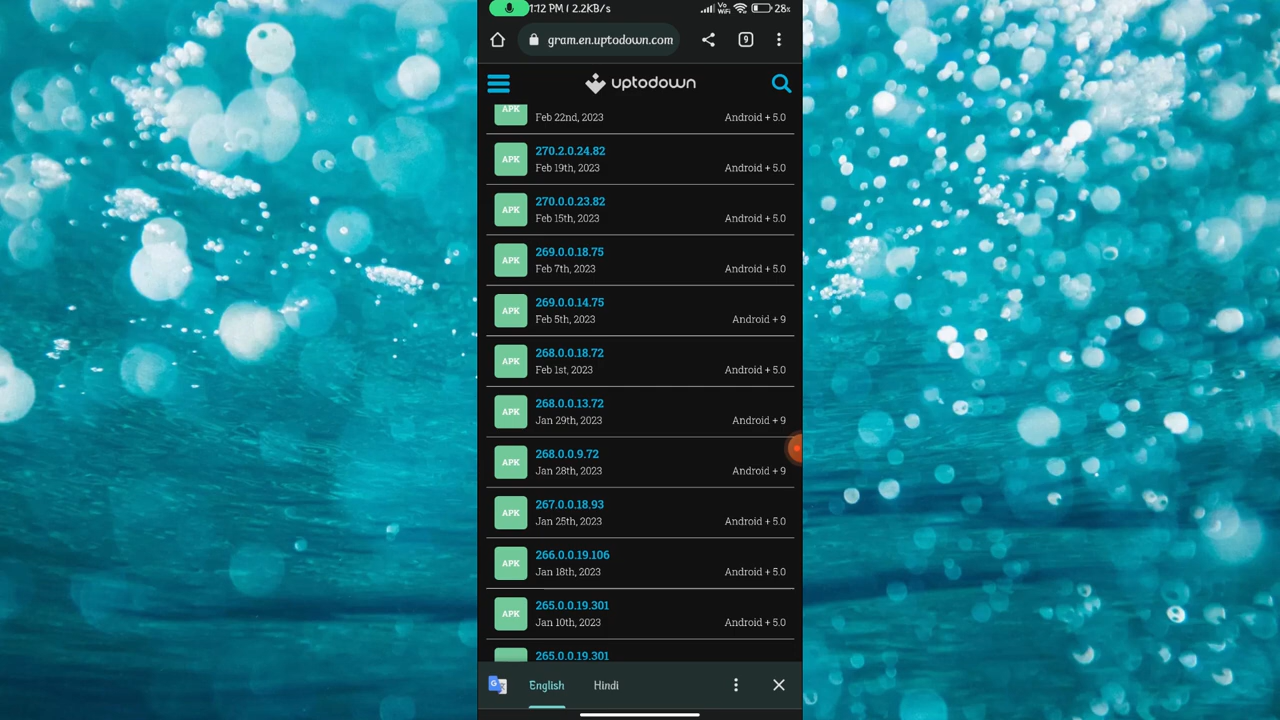 1:12 PM | 2.2KB/s
Vo WiFi 28%
gram.en.uptodown.com
9
uptodown
APK Feb 22nd, 2023 Android + 5.0
270.2.0.24.82
APK Feb 19th, 2023 Android + 5.0
270.0.0.23.82
APK Feb 15th, 2023 Android + 5.0
269.0.0.18.75
APK Feb 7th, 2023 Android + 5.0
269.0.0.14.75
APK Feb 5th, 2023 Android + 9
268.0.0.18.72
APK Feb 1st, 2023 Android + 5.0
268.0.0.13.72
APK Jan 29th, 2023 Android + 9
268.0.0.9.72
APK Jan 28th, 2023 Android + 9
267.0.0.18.93
APK Jan 25th, 2023 Android + 5.0
266.0.0.19.106
APK Jan 18th, 2023 Android + 5.0
265.0.0.19.301
APK Jan 10th, 2023 Android + 5.0
265.0.0.19.301
G English Hindi